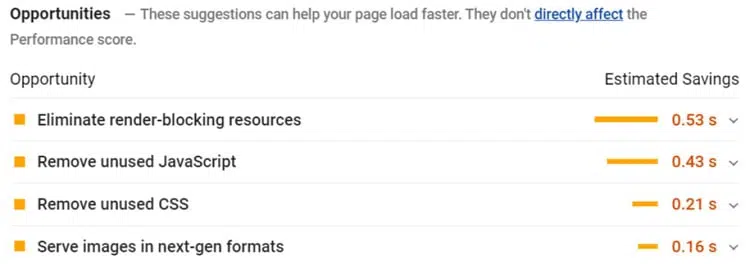 Opportunities — These suggestions can help your page load faster. They don't directly affect the
Performance score.
Opportunity Estimated Savings
Eliminate render-blocking resources 0.53 s
Remove unused JavaScript 0.43 s
Remove unused CSS 0.21 s
Serve images in next-gen formats 0.16 s